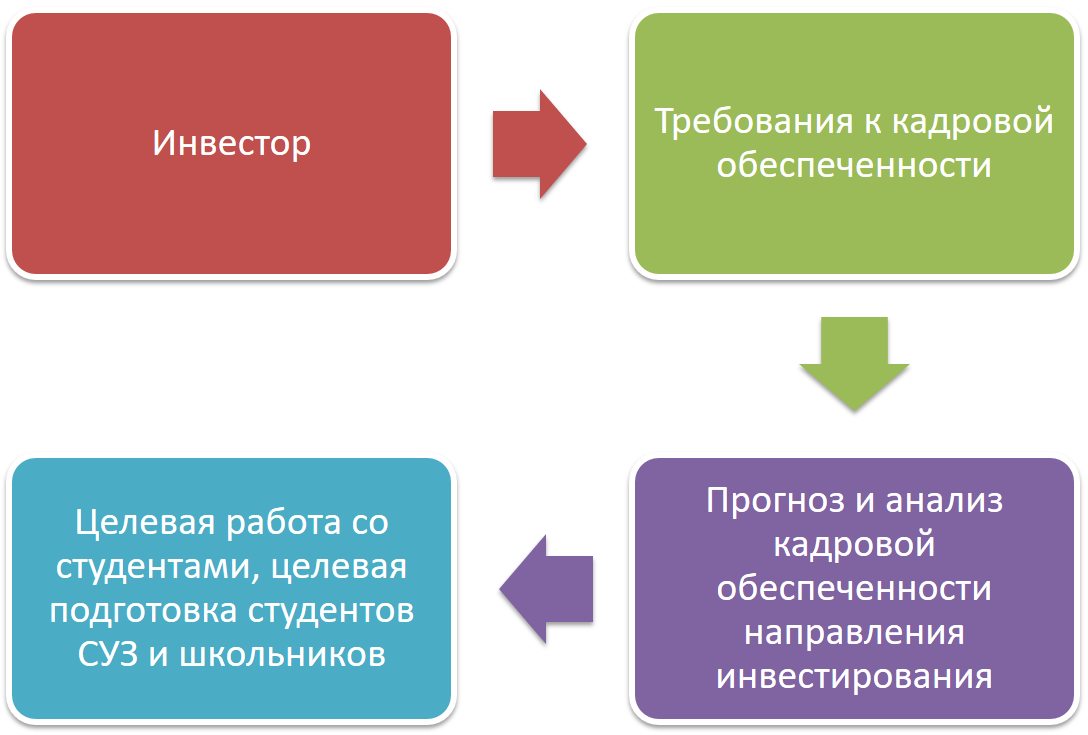 Инвестор
Требования к кадровой
обеспеченности
Прогноз и анализ
кадровой
обеспеченности
направления
инвестирования
Целевая работа со
студентами, целевая
подготовка студентов
СУЗ и школьников